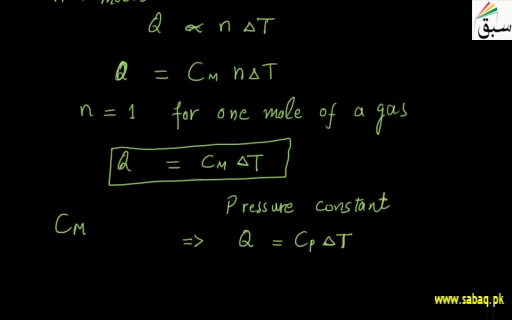 سبق
Q ∝ n ΔT
Q = C_M n ΔT
n = 1 for one mole of a gas
Q = C_M ΔT
Pressure constant
C_M
=> Q = C_P ΔT
www.sabaq.pk